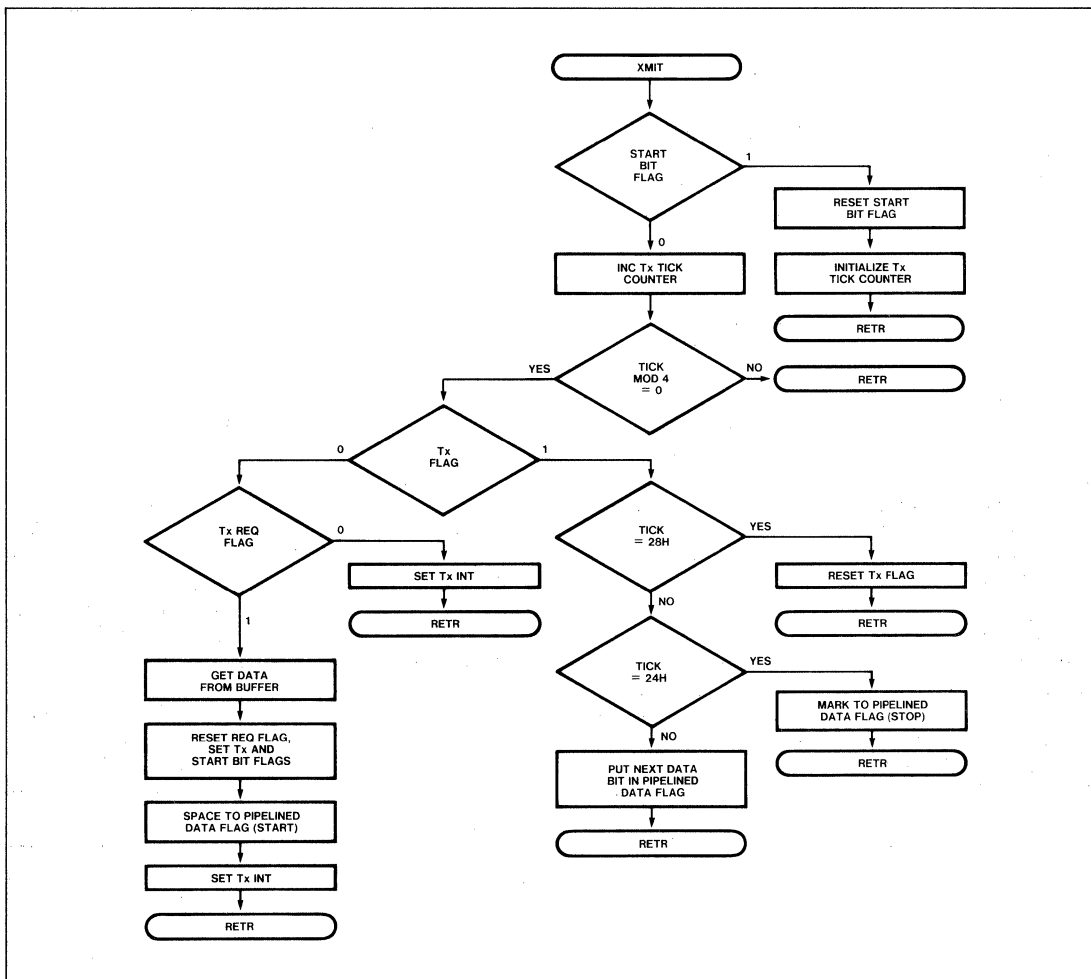 XMIT
START
BIT
FLAG
1
0
RESET START
BIT FLAG
INC Tx TICK
COUNTER
INITIALIZE Tx
TICK COUNTER
RETR
TICK
MOD 4
= 0
YES
NO
RETR
Tx
FLAG
0
1
Tx REQ
FLAG
0
1
SET Tx INT
RETR
TICK
= 28H
YES
NO
RESET Tx FLAG
RETR
TICK
= 24H
YES
NO
MARK TO PIPELINED
DATA FLAG (STOP)
RETR
PUT NEXT DATA
BIT IN PIPELINED
DATA FLAG
RETR
GET DATA
FROM BUFFER
RESET REQ FLAG,
SET Tx AND
START BIT FLAGS
SPACE TO PIPELINED
DATA FLAG (START)
SET Tx INT
RETR